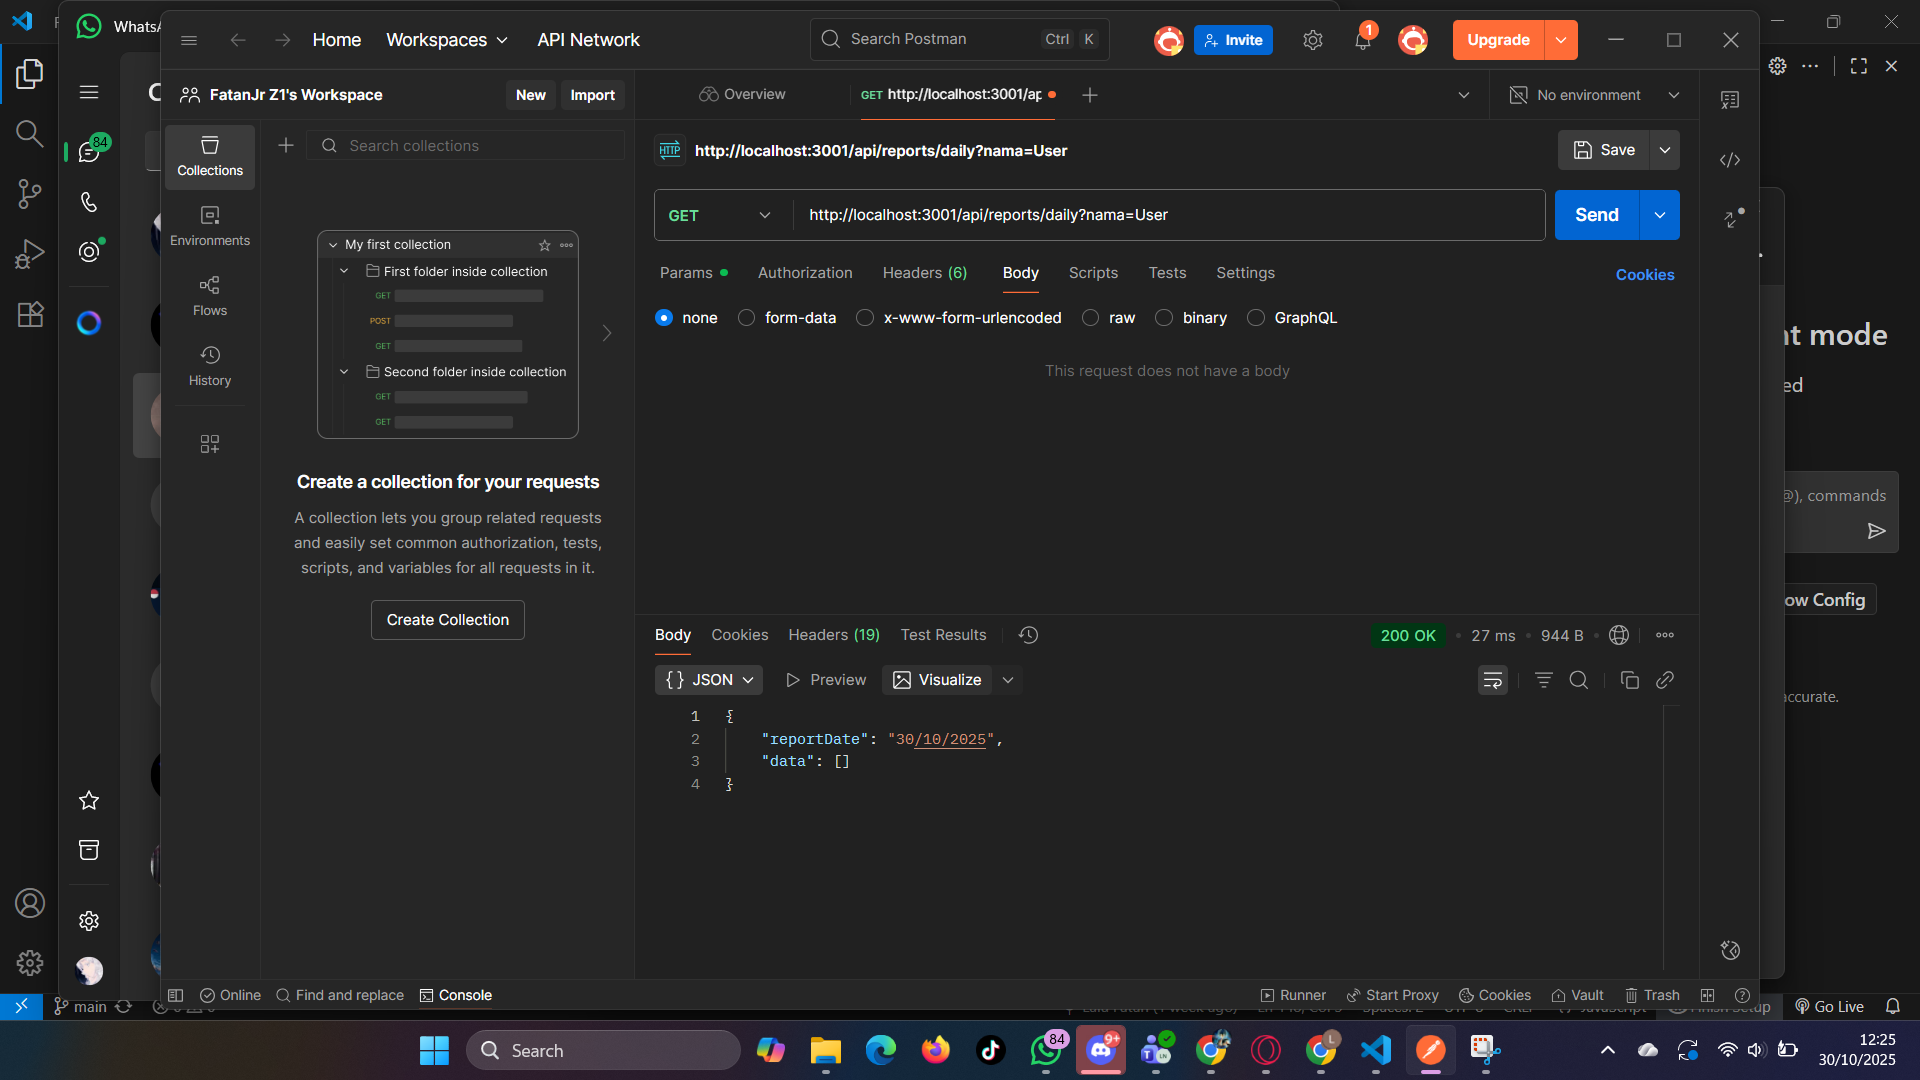 WhatsA
Home
Workspaces
API Network
Search Postman
Ctrl
K
Invite
1
Upgrade
FatanJr Z1's Workspace
New
Import
Overview
GET http://localhost:3001/ap
No environment
84
Collections
Search collections
http://localhost:3001/api/reports/daily?nama=User
Save
Environments
GET
http://localhost:3001/api/reports/daily?nama=User
Send
Flows
History
My first collection
First folder inside collection
GET
POST
GET
Second folder inside collection
GET
GET
Params
Authorization
Headers (6)
Body
Scripts
Tests
Settings
Cookies
none
form-data
x-www-form-urlencoded
raw
binary
GraphQL
This request does not have a body
nt mode
ed
@), commands
ow Config
accurate.
Create a collection for your requests
A collection lets you group related requests
and easily set common authorization, tests,
scripts, and variables for all requests in it.
Create Collection
Body
Cookies
Headers (19)
Test Results
200 OK
27 ms
944 B
{} JSON
Preview
Visualize
1 {
2 "reportDate": "30/10/2025",
3 "data": []
4 }
Online
Find and replace
Console
Runner
Start Proxy
Cookies
Vault
Trash
main
Go Live
Search
84
9+
LN
L
12:25
30/10/2025